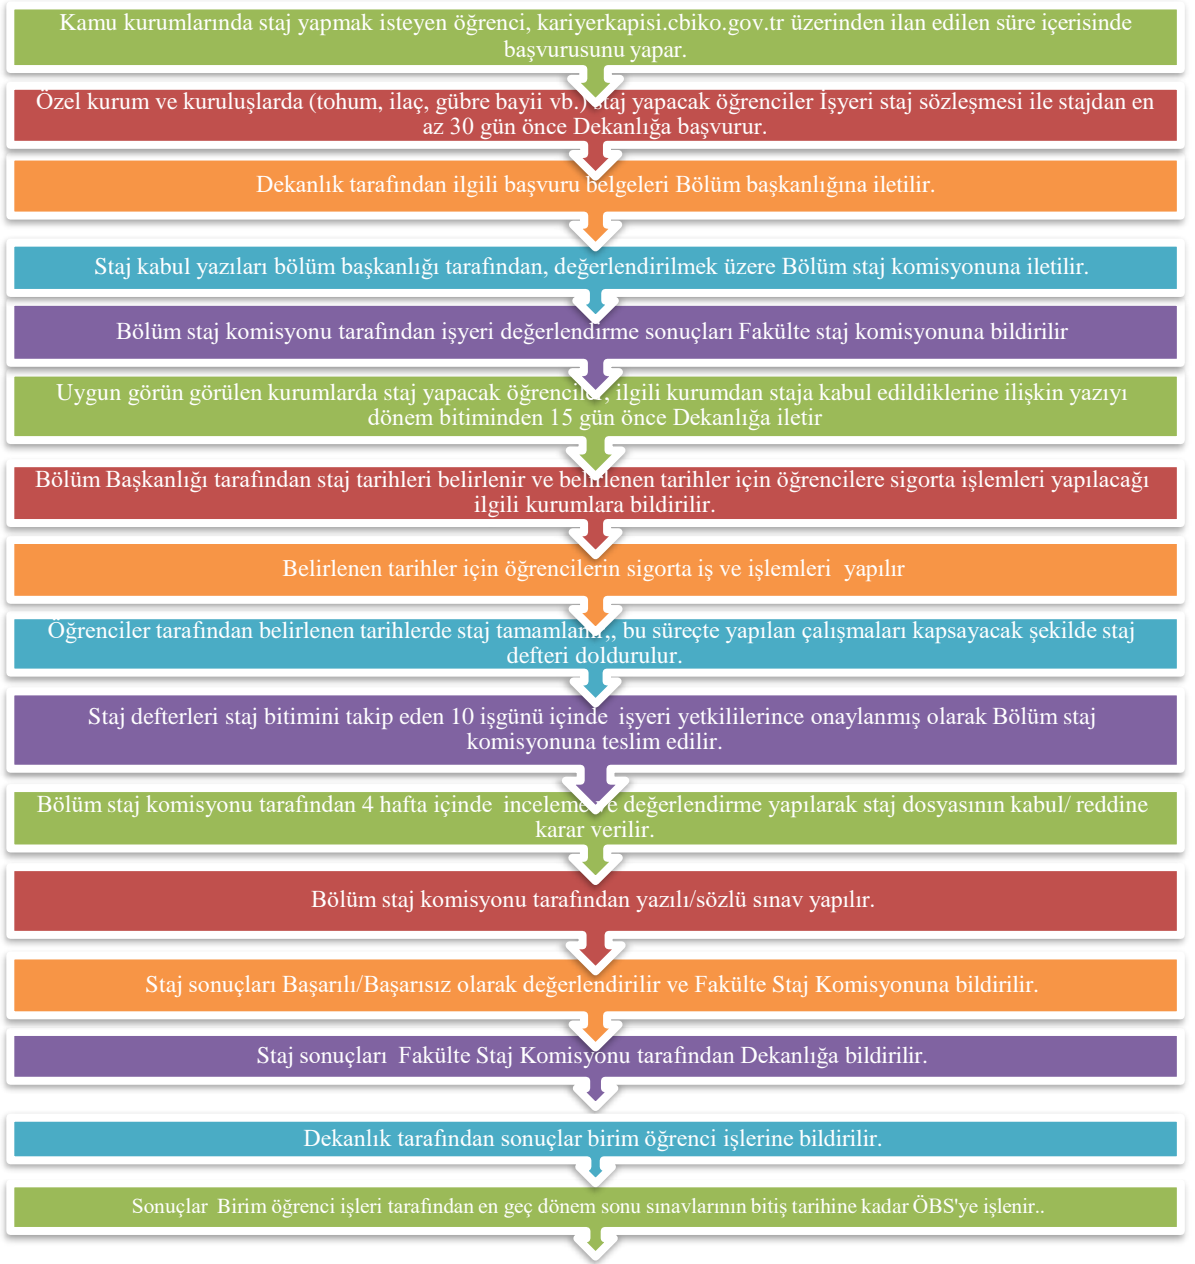 Kamu kurumlarında staj yapmak isteyen öğrenci, kariyerkapisi.cbiko.gov.tr üzerinden ilan edilen süre içerisinde
başvurusunu yapar.
Özel kurum ve kuruluşlarda (tohum, ilaç, gübre bayii vb.) staj yapacak öğrenciler İşyeri staj sözleşmesi ile stajdan en
az 30 gün önce Dekanlığa başvurur.
Dekanlık tarafından ilgili başvuru belgeleri Bölüm başkanlığına iletilir.
Staj kabul yazıları bölüm başkanlığı tarafından, değerlendirilmek üzere Bölüm staj komisyonuna iletilir.
Bölüm staj komisyonu tarafından işyeri değerlendirme sonuçları Fakülte staj komisyonuna bildirilir
Uygun görün görülen kurumlarda staj yapacak öğrenciler, ilgili kurumdan staja kabul edildiklerine ilişkin yazıyı
dönem bitiminden 15 gün önce Dekanlığa iletir
Bölüm Başkanlığı tarafından staj tarihleri belirlenir ve belirlenen tarihler için öğrencilere sigorta işlemleri yapılacağı
ilgili kurumlara bildirilir.
Belirlenen tarihler için öğrencilerin sigorta iş ve işlemleri  yapılır
Öğrenciler tarafından belirlenen tarihlerde staj tamamlanır,, bu süreçte yapılan çalışmaları kapsayacak şekilde staj
defteri doldurulur.
Staj defterleri staj bitimini takip eden 10 işgünü içinde  işyeri yetkililerince onaylanmış olarak Bölüm staj
komisyonuna teslim edilir.
Bölüm staj komisyonu tarafından 4 hafta içinde  inceleme ve değerlendirme yapılarak staj dosyasının kabul/ reddine
karar verilir.
Bölüm staj komisyonu tarafından yazılı/sözlü sınav yapılır.
Staj sonuçları Başarılı/Başarısız olarak değerlendirilir ve Fakülte Staj Komisyonuna bildirilir.
Staj sonuçları  Fakülte Staj Komisyonu tarafından Dekanlığa bildirilir.
Dekanlık tarafından sonuçlar birim öğrenci işlerine bildirilir.
Sonuçlar  Birim öğrenci işleri tarafından en geç dönem sonu sınavlarının bitiş tarihine kadar ÖBS'ye işlenir..